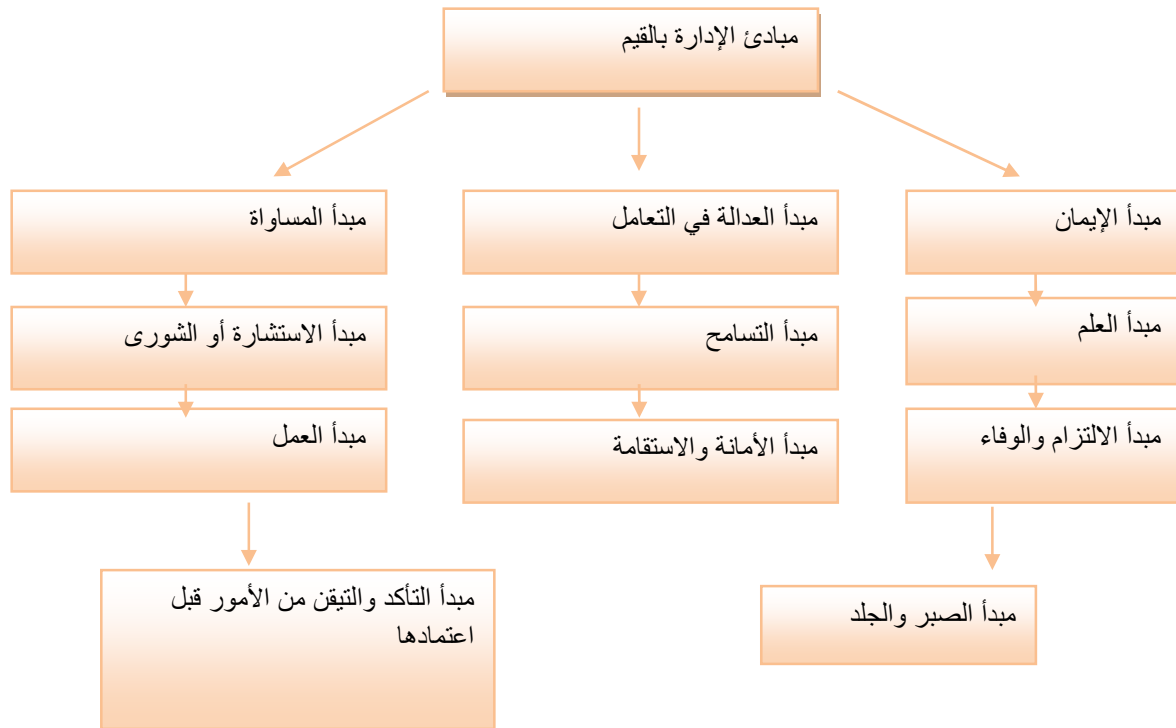 مبادئ الإدارة بالقيم
مبدأ الإيمان
مبدأ العدالة في التعامل
مبدأ المساواة
مبدأ العلم
مبدأ التسامح
مبدأ الاستشارة أو الشورى
مبدأ الالتزام والوفاء
مبدأ الأمانة والاستقامة
مبدأ العمل
مبدأ الصبر والجلد
مبدأ التأكد والتيقن من الأمور قبل
اعتمادها